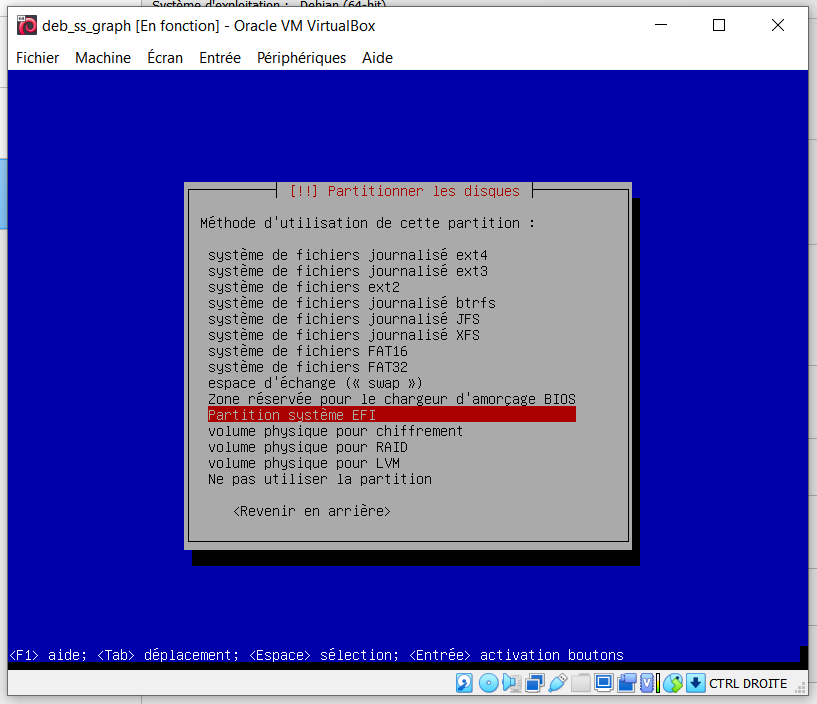 Système d'exploitation : Debian (64-bit)
deb_ss_graph [En fonction] - Oracle VM VirtualBox
Fichier Machine Écran Entrée Périphériques Aide
[!!] Partitionner les disques
Méthode d'utilisation de cette partition :
système de fichiers journalisé ext4
système de fichiers journalisé ext3
système de fichiers ext2
système de fichiers journalisé btrfs
système de fichiers journalisé JFS
système de fichiers journalisé XFS
système de fichiers FAT16
système de fichiers FAT32
espace d'échange (« swap »)
Zone réservée pour le chargeur d'amorçage BIOS
Partition système EFI
volume physique pour chiffrement
volume physique pour RAID
volume physique pour LVM
Ne pas utiliser la partition
<Revenir en arrière>
<F1> aide; <Tab> déplacement; <Espace> sélection; <Entrée> activation boutons
CTRL DROITE